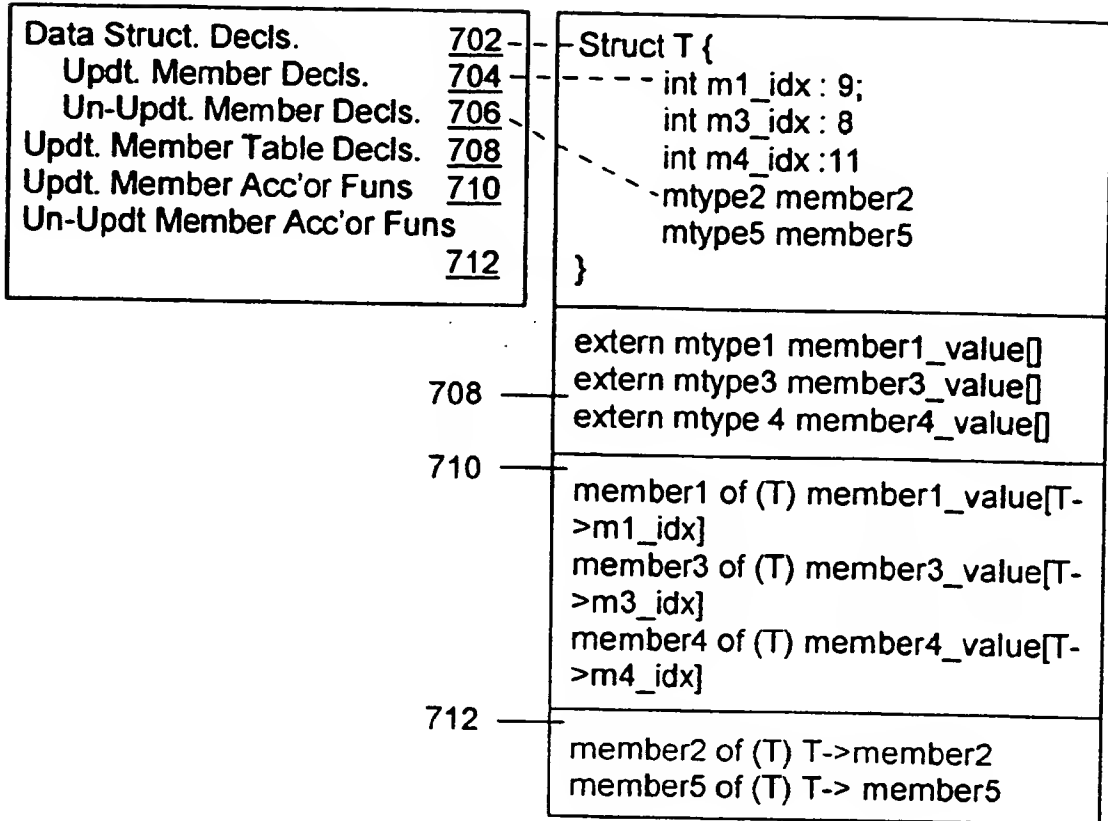 Data Struct. Decls. 702
Updt. Member Decls. 704
Un-Updt. Member Decls. 706
Updt. Member Table Decls. 708
Updt. Member Acc'or Funs 710
Un-Updt Member Acc'or Funs
712
Struct T {
int m1_idx : 9;
int m3_idx : 8
int m4_idx :11
mtype2 member2
mtype5 member5
}
708
extern mtype1 member1_value[]
extern mtype3 member3_value[]
extern mtype 4 member4_value[]
710
member1 of (T) member1_value[T-
>m1_idx]
member3 of (T) member3_value[T-
>m3_idx]
member4 of (T) member4_value[T-
>m4_idx]
712
member2 of (T) T->member2
member5 of (T) T-> member5